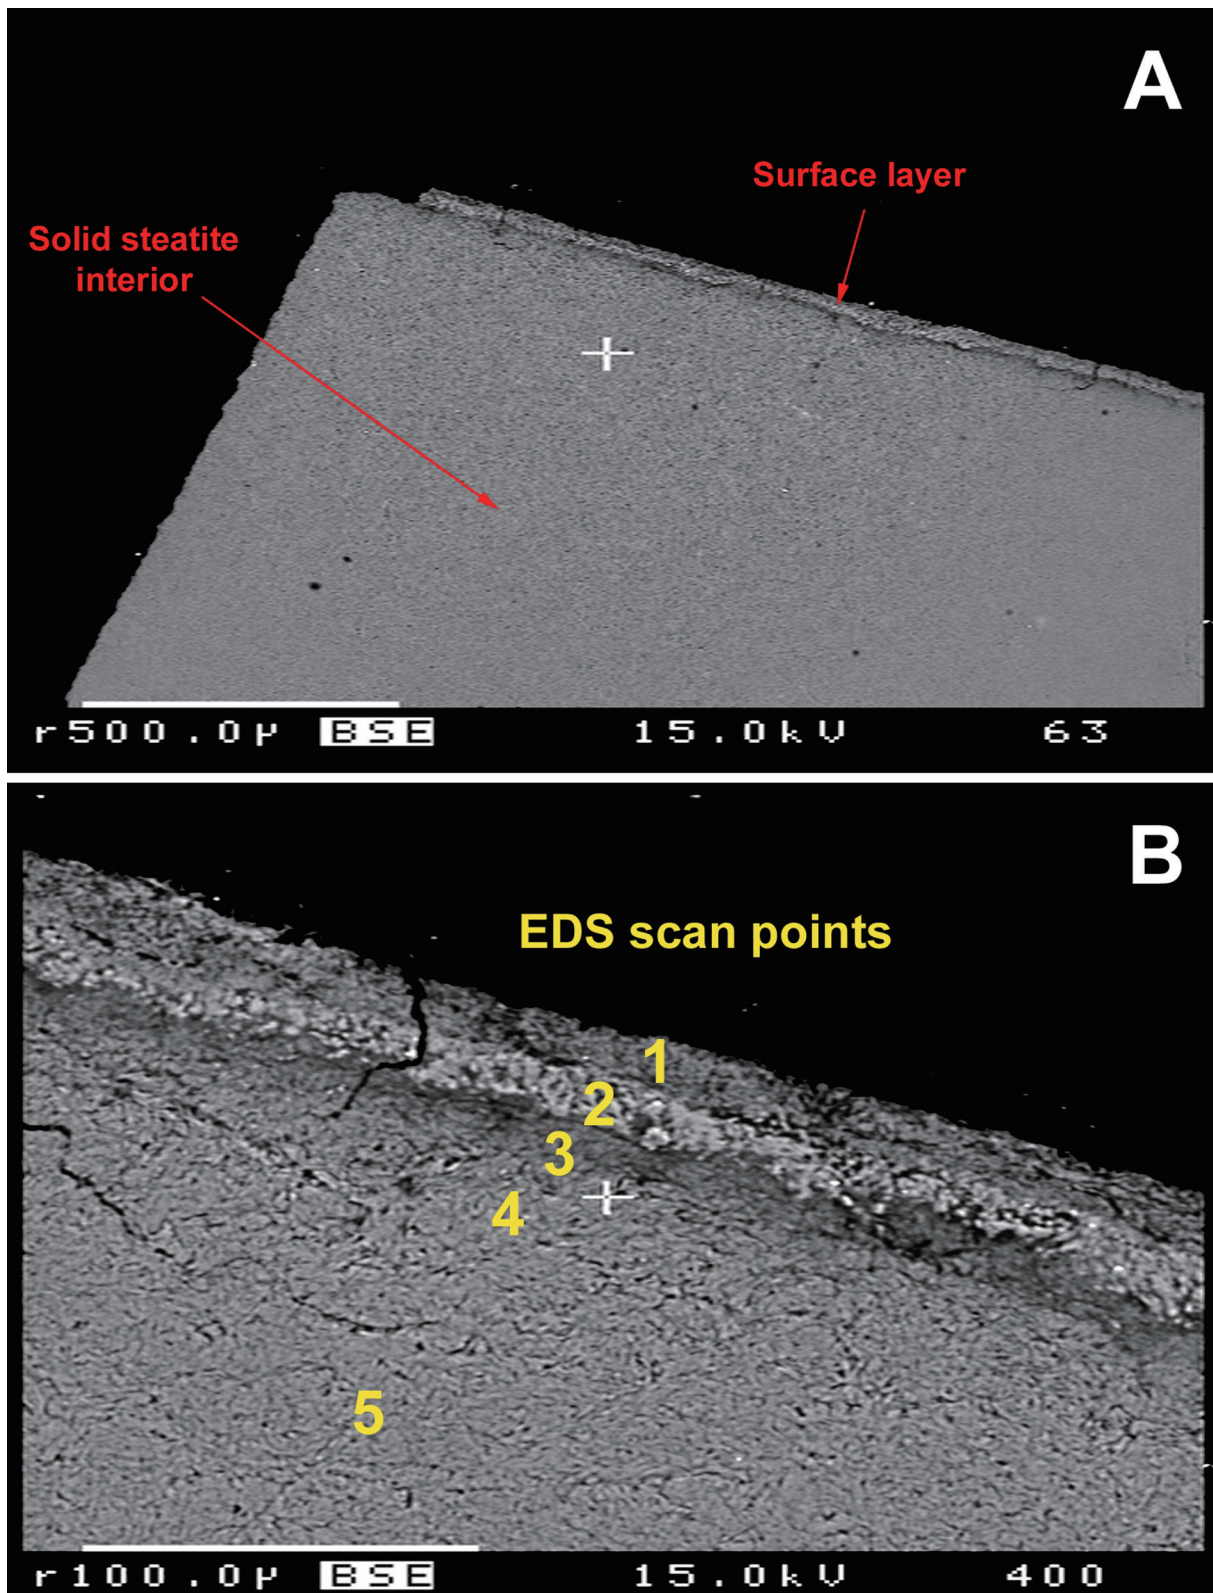 A
Surface layer
Solid steatite
interior
r500.0µ BSE 15.0kV 63
B
EDS scan points
1
2
3
4
5
r100.0µ BSE 15.0kV 400